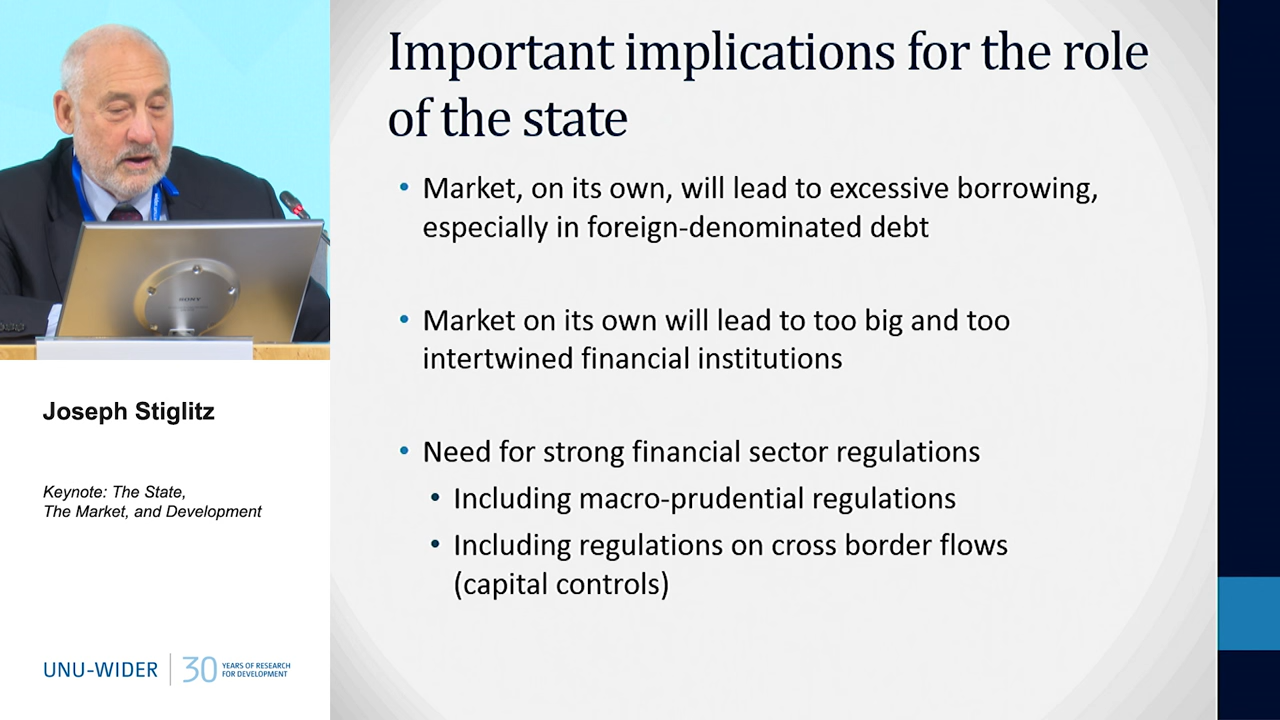 Important implications for the role
of the state
• Market, on its own, will lead to excessive borrowing,
especially in foreign-denominated debt
• Market on its own will lead to too big and too
intertwined financial institutions
• Need for strong financial sector regulations
• Including macro-prudential regulations
• Including regulations on cross border flows
(capital controls)
SONY
Joseph Stiglitz
Keynote: The State,
The Market, and Development
UNU-WIDER
30 YEARS OF RESEARCH
FOR DEVELOPMENT